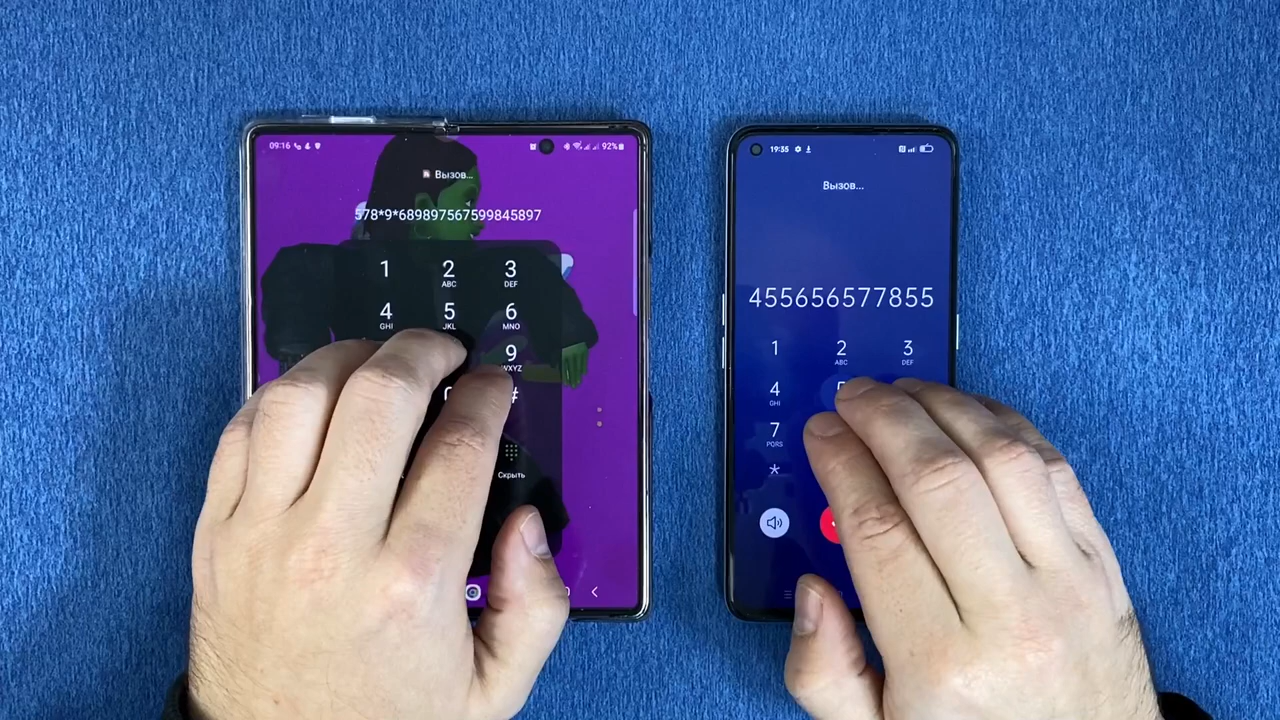 09:16
92%
Вызов...
578*9*689897567599845897
1
2
ABC
3
DEF
4
GHI
5
JKL
6
MNO
9
WXYZ
#
Скрыть
19:35
Вызов...
455656577855
1
2
ABC
3
DEF
4
GHI
7
PQRS
*